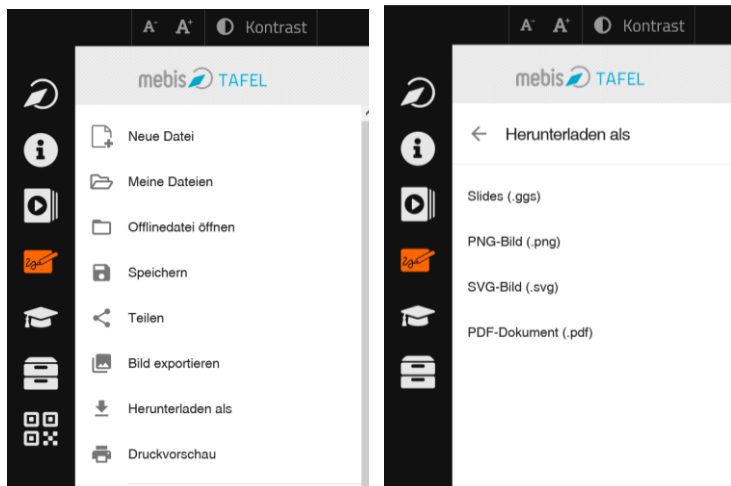 A- A+ Kontrast
mebis TAFEL
Neue Datei
Meine Dateien
Offlinedatei öffnen
Speichern
Teilen
Bild exportieren
Herunterladen als
Druckvorschau
A- A+ Kontrast
mebis TAFEL
Herunterladen als
Slides (.ggs)
PNG-Bild (.png)
SVG-Bild (.svg)
PDF-Dokument (.pdf)